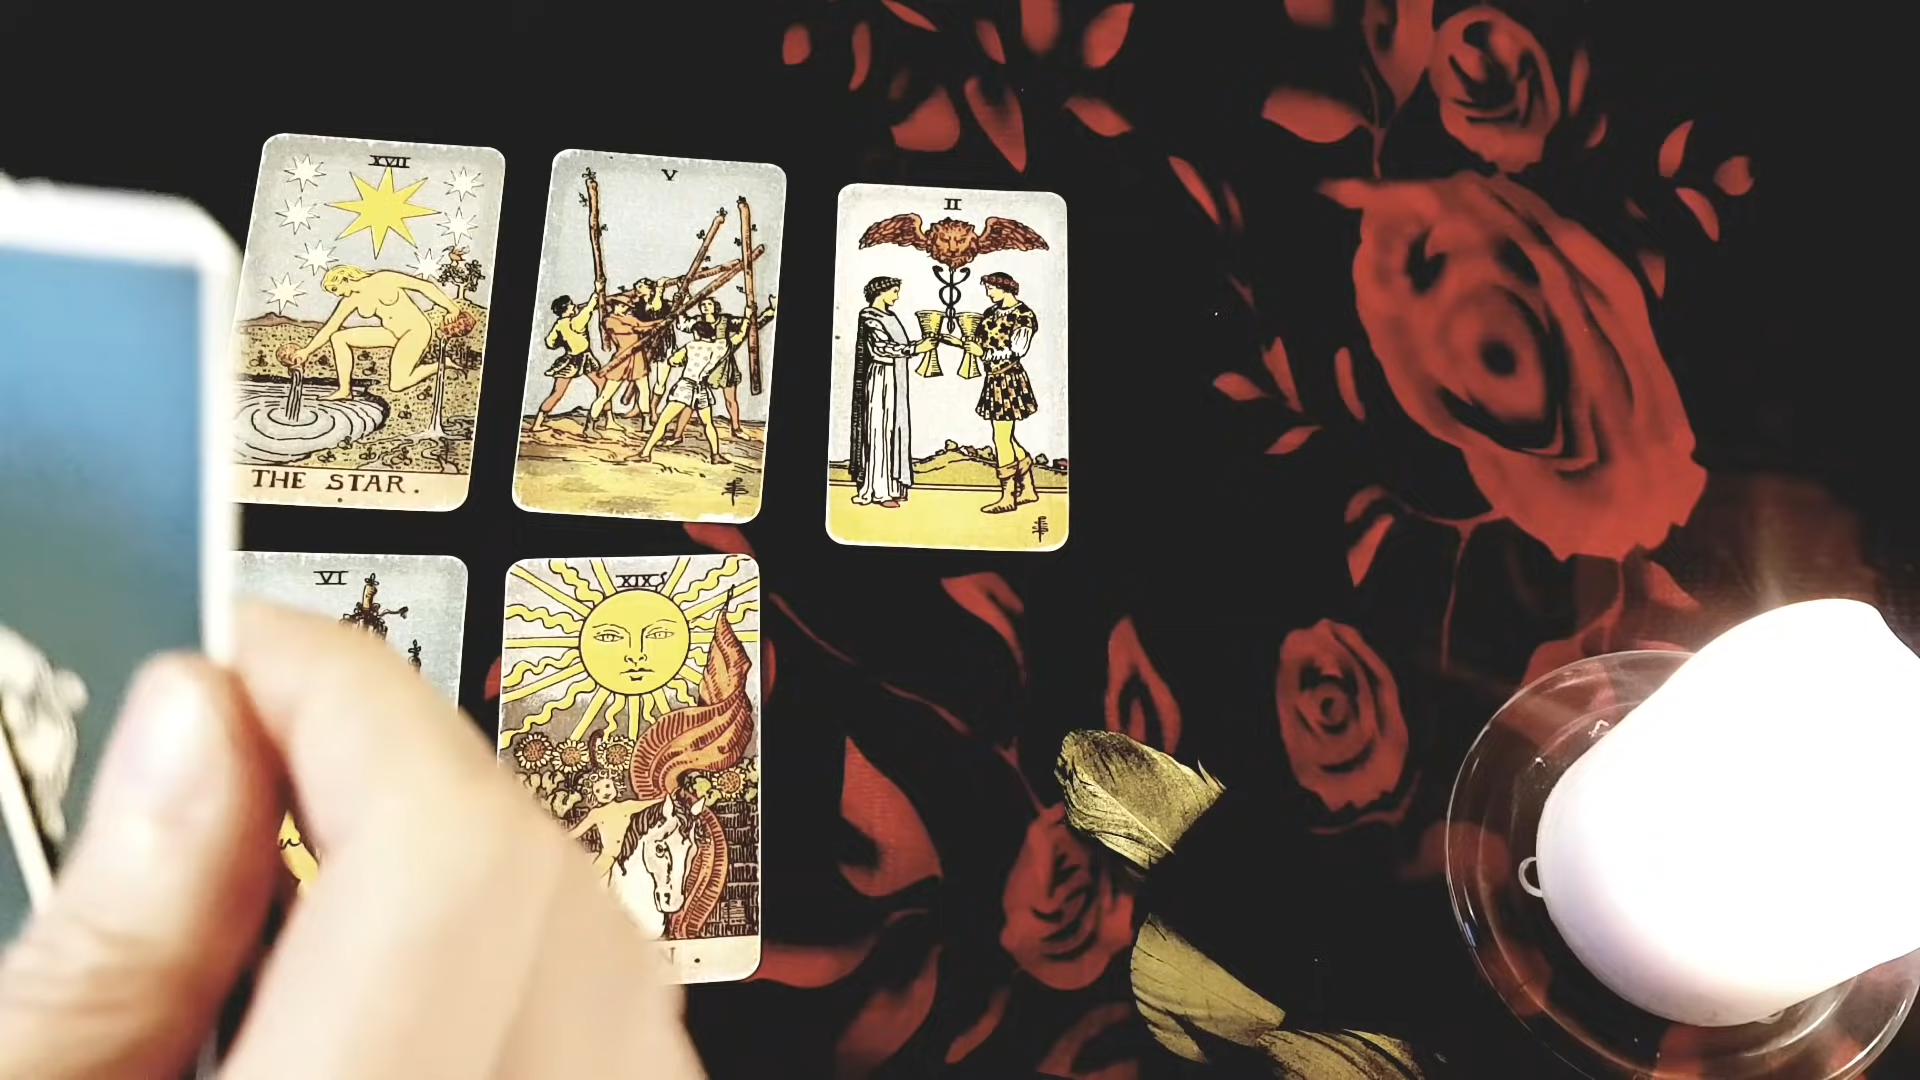 XVII
V
II
THE STAR.
VI
XIX
N.